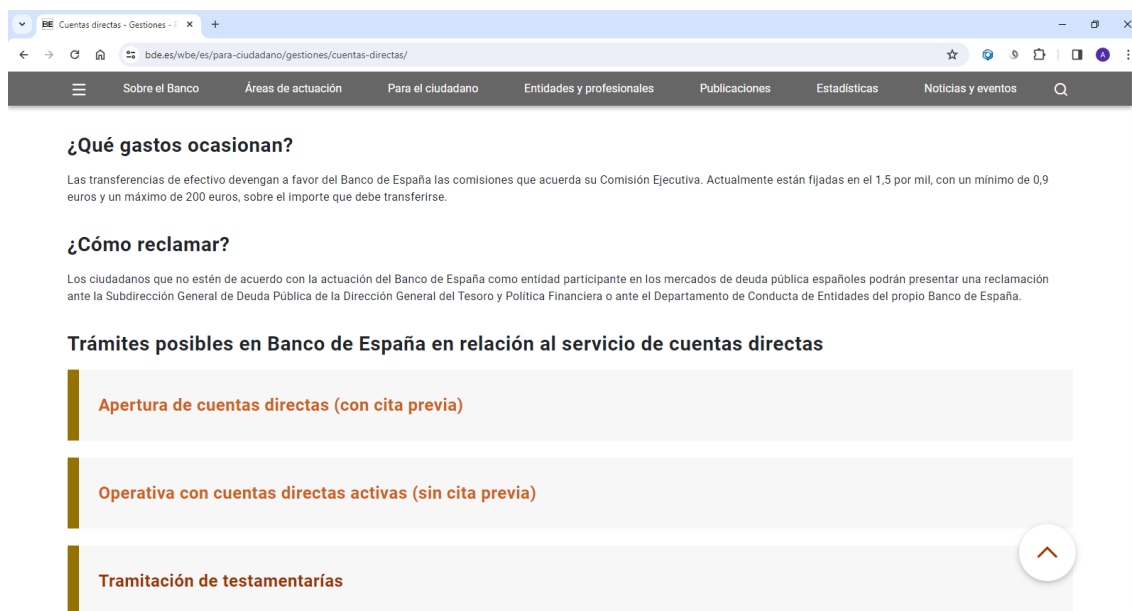 BE Cuentas directas - Gestiones - P
bde.es/wbe/es/para-ciudadano/gestiones/cuentas-directas/
A
Sobre el Banco Áreas de actuación Para el ciudadano Entidades y profesionales Publicaciones Estadísticas Noticias y eventos
¿Qué gastos ocasionan?
Las transferencias de efectivo devengan a favor del Banco de España las comisiones que acuerda su Comisión Ejecutiva. Actualmente están fijadas en el 1,5 por mil, con un mínimo de 0,9
euros y un máximo de 200 euros, sobre el importe que debe transferirse.
¿Cómo reclamar?
Los ciudadanos que no estén de acuerdo con la actuación del Banco de España como entidad participante en los mercados de deuda pública españoles podrán presentar una reclamación
ante la Subdirección General de Deuda Pública de la Dirección General del Tesoro y Política Financiera o ante el Departamento de Conducta de Entidades del propio Banco de España.
Trámites posibles en Banco de España en relación al servicio de cuentas directas
Apertura de cuentas directas (con cita previa)
Operativa con cuentas directas activas (sin cita previa)
Tramitación de testamentarías